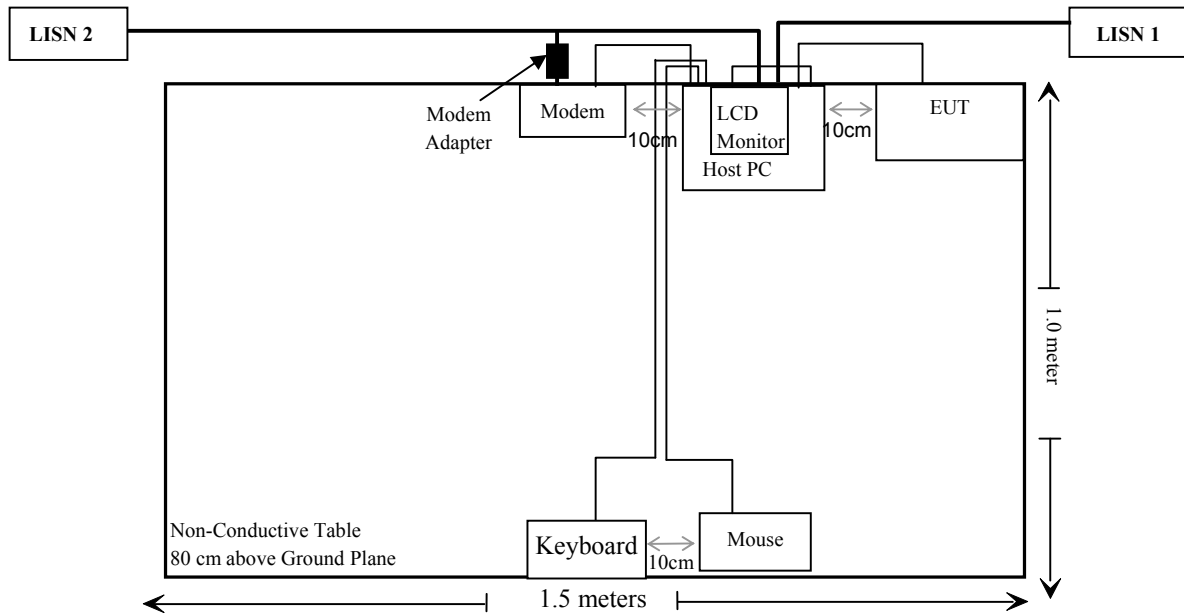 LISN 2
LISN 1
Modem
Adapter
Modem
10cm
LCD
Monitor
Host PC
10cm
EUT
1.0 meter
Non-Conductive Table
80 cm above Ground Plane
Keyboard
10cm
Mouse
1.5 meters